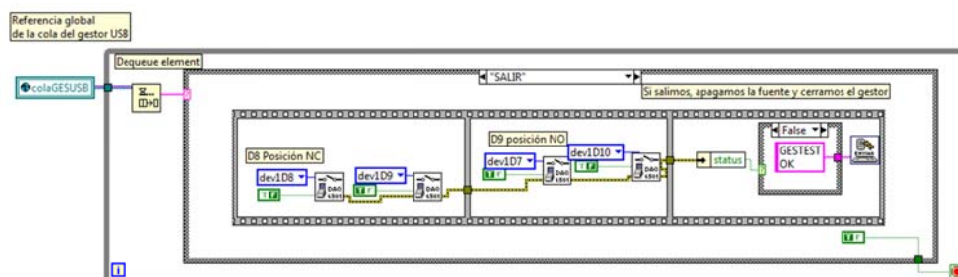 Referencia global
de la cola del gestor USB
colaGESUSB
Dequeue element
"SALIR"
Si salimos, apagamos la fuente y cerramos el gestor
D8 Posición NC
dev1D8
dev1D9
D9 posición NO
dev1D7
dev1D10
status
False
GESTEST
OK
T F
i